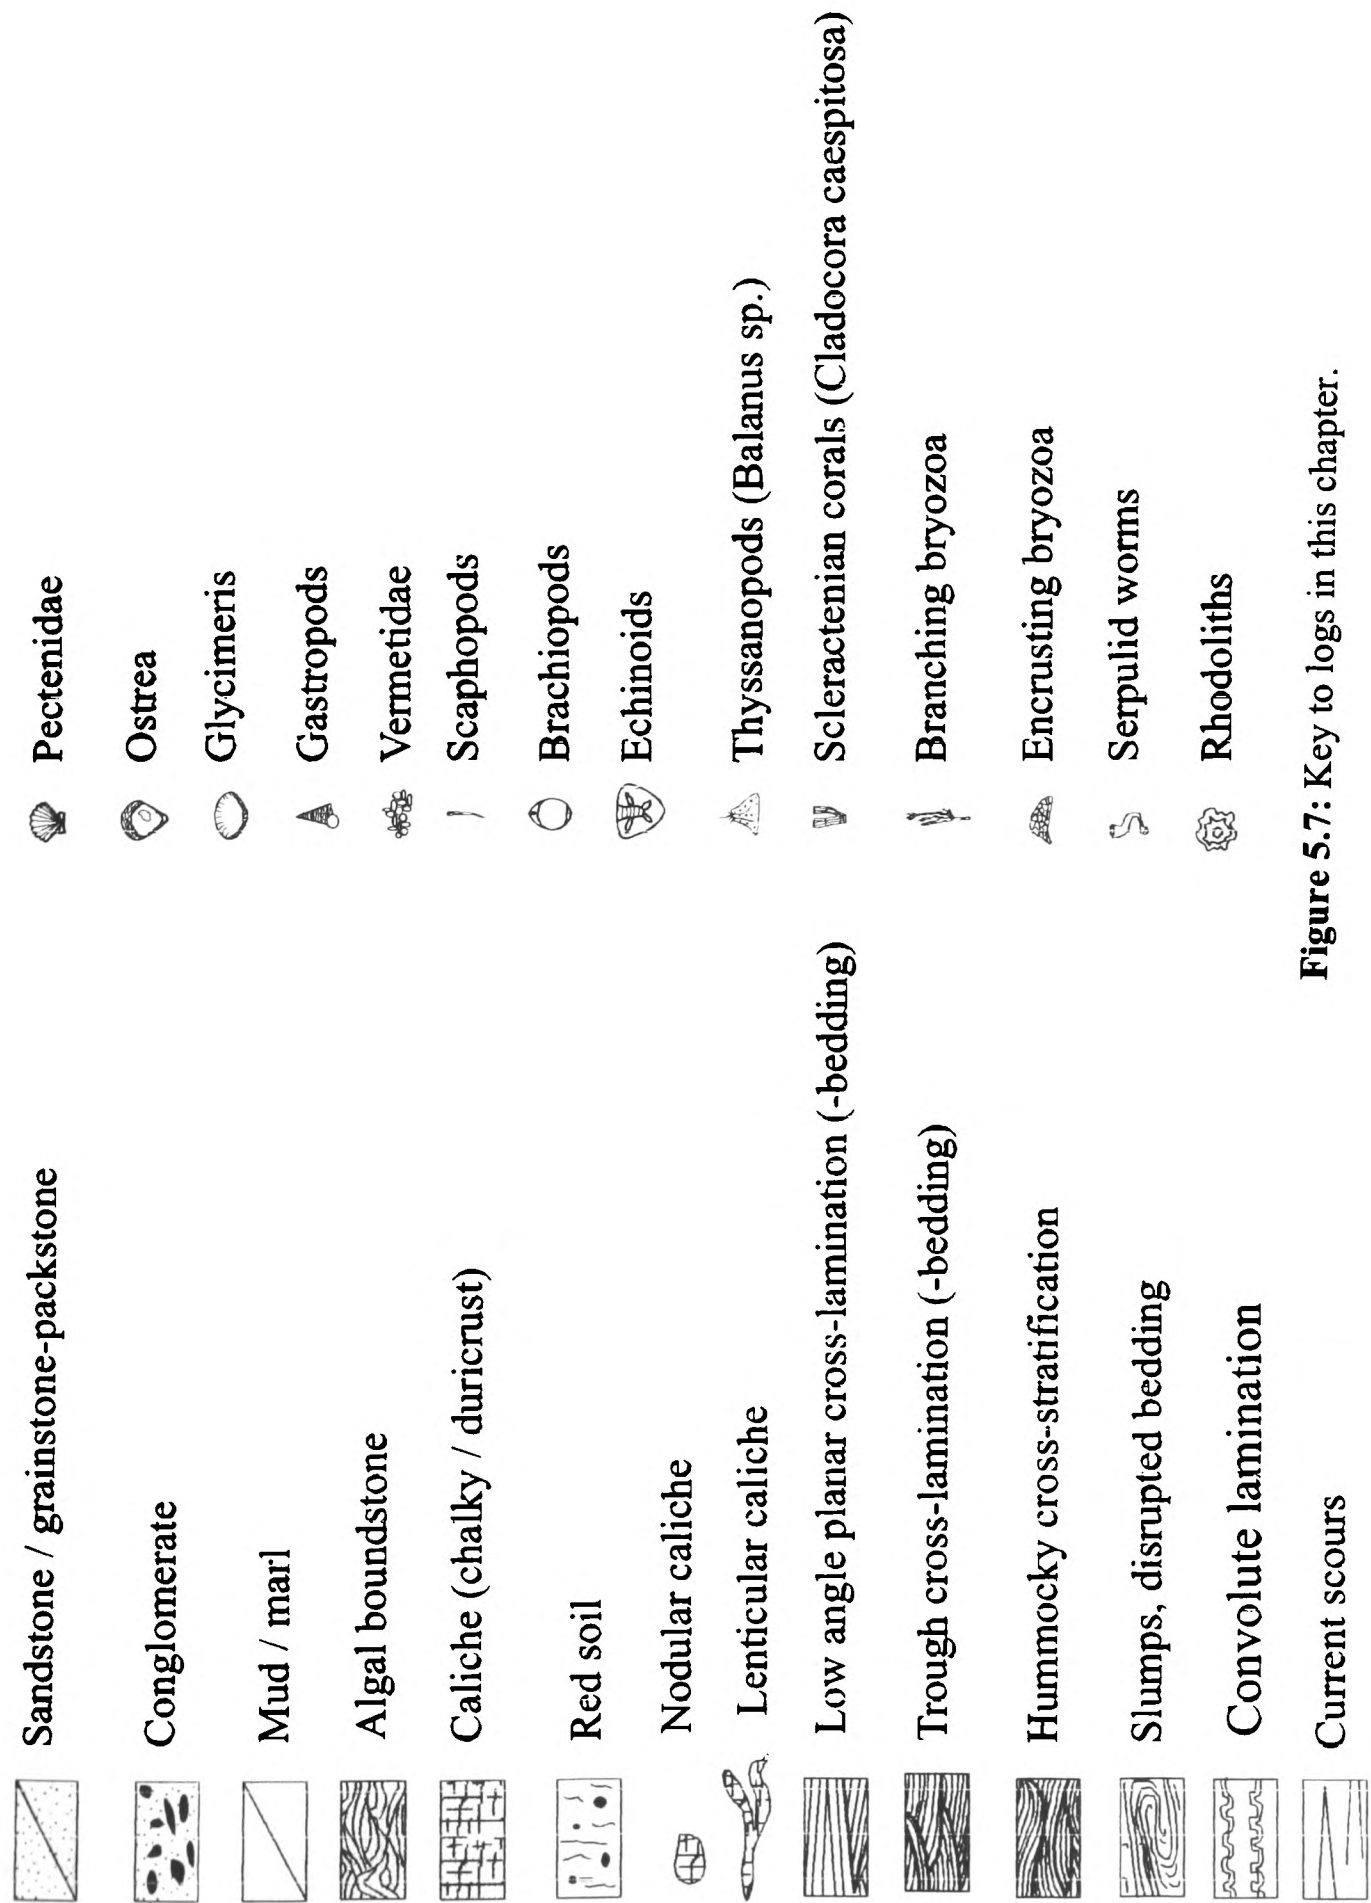 Sandstone / grainstone-packstone
Conglomerate
Mud / marl
Algal boundstone
Caliche (chalky / duricrust)
Red soil
Nodular caliche
Lenticular caliche
Low angle planar cross-lamination (-bedding)
Trough cross-lamination (-bedding)
Hummocky cross-stratification
Slumps, disrupted bedding
Convolute lamination
Current scours
Pectenidae
Ostrea
Glycimeris
Gastropods
Vermetidae
Scaphopods
Brachiopods
Echinoids
Thyssanopods (Balanus sp.)
Scleractenian corals (Cladocora caespitosa)
Branching bryozoa
Encrusting bryozoa
Serpulid worms
Rhodoliths
Figure 5.7: Key to logs in this chapter.